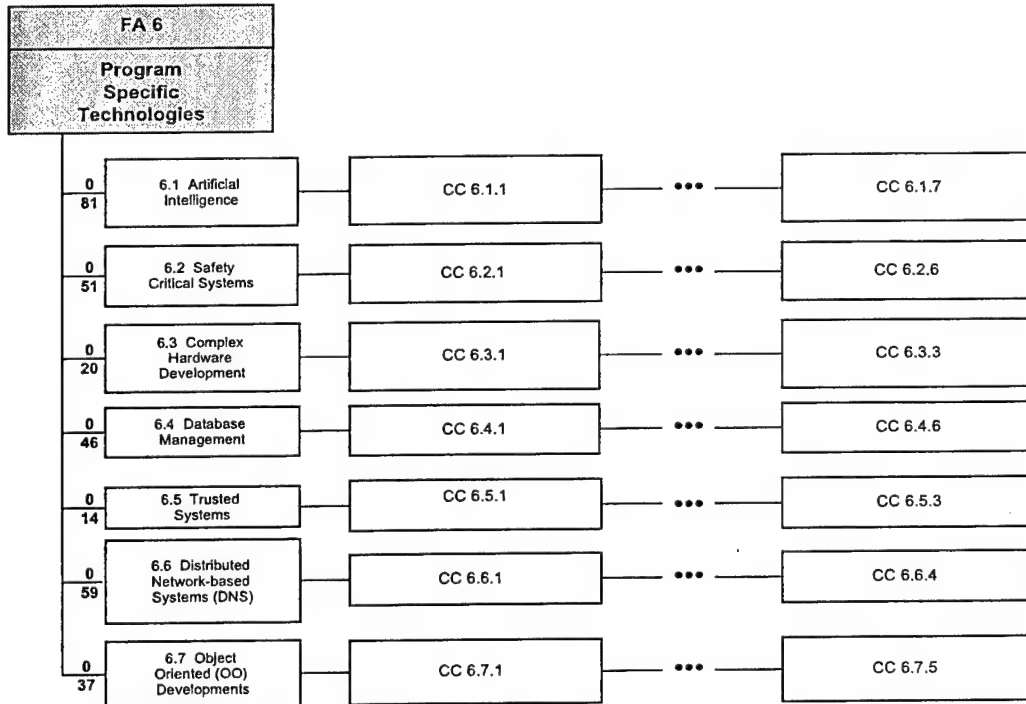 FA 6
Program
Specific
Technologies
0
81
6.1 Artificial
Intelligence
CC 6.1.1
•••
CC 6.1.7
0
51
6.2 Safety
Critical Systems
CC 6.2.1
•••
CC 6.2.6
0
20
6.3 Complex
Hardware
Development
CC 6.3.1
•••
CC 6.3.3
0
46
6.4 Database
Management
CC 6.4.1
•••
CC 6.4.6
0
14
6.5 Trusted
Systems
CC 6.5.1
•••
CC 6.5.3
0
59
6.6 Distributed
Network-based
Systems (DNS)
CC 6.6.1
•••
CC 6.6.4
0
37
6.7 Object
Oriented (OO)
Developments
CC 6.7.1
•••
CC 6.7.5